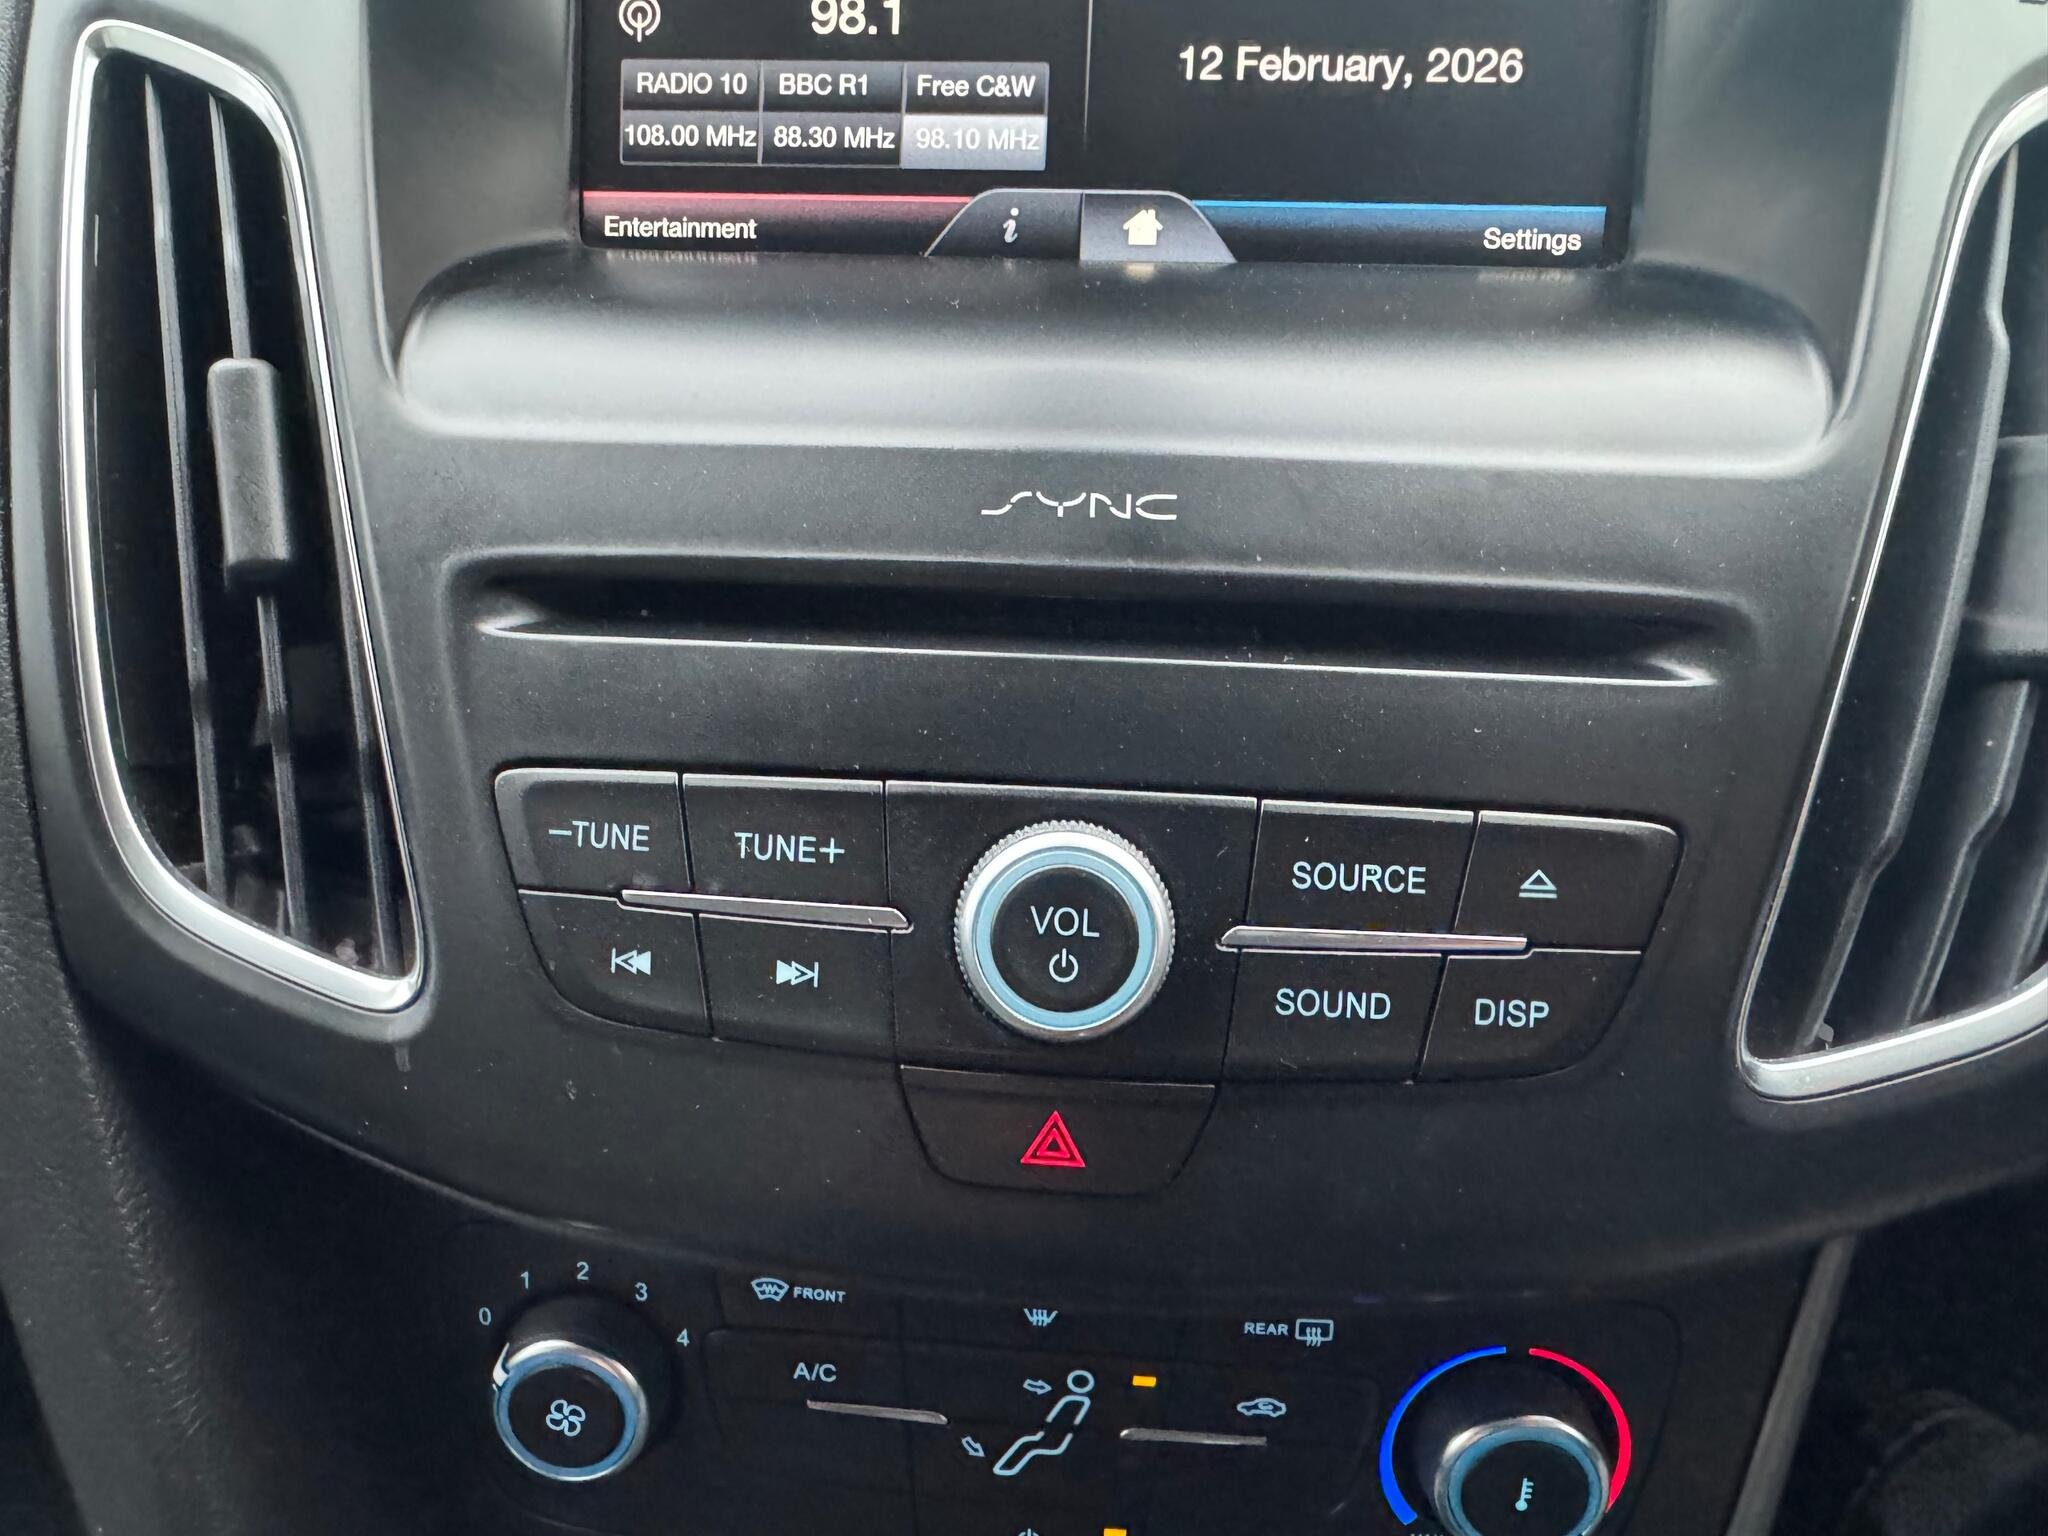 98.1
RADIO 10 BBC R1 Free C&W
108.00 MHz 88.30 MHz 98.10 MHz
12 February, 2026
Entertainment i Settings
SYNC
–TUNE TUNE+ SOURCE
VOL
SOUND DISP
0 1 2 3 4
FRONT
REAR
A/C